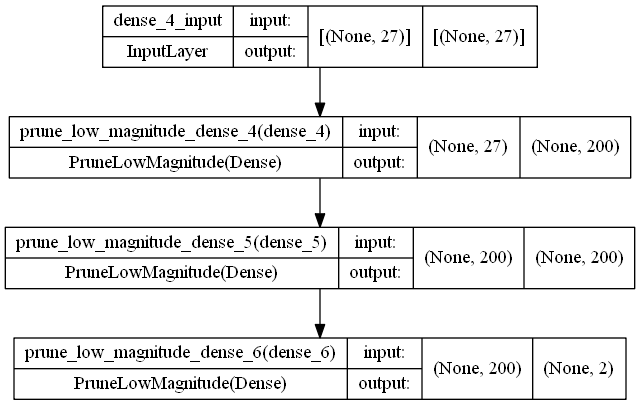 dense_4_input input: [(None, 27)] [(None, 27)]
InputLayer output:
prune_low_magnitude_dense_4(dense_4) input: (None, 27) (None, 200)
PruneLowMagnitude(Dense) output:
prune_low_magnitude_dense_5(dense_5) input: (None, 200) (None, 200)
PruneLowMagnitude(Dense) output:
prune_low_magnitude_dense_6(dense_6) input: (None, 200) (None, 2)
PruneLowMagnitude(Dense) output: